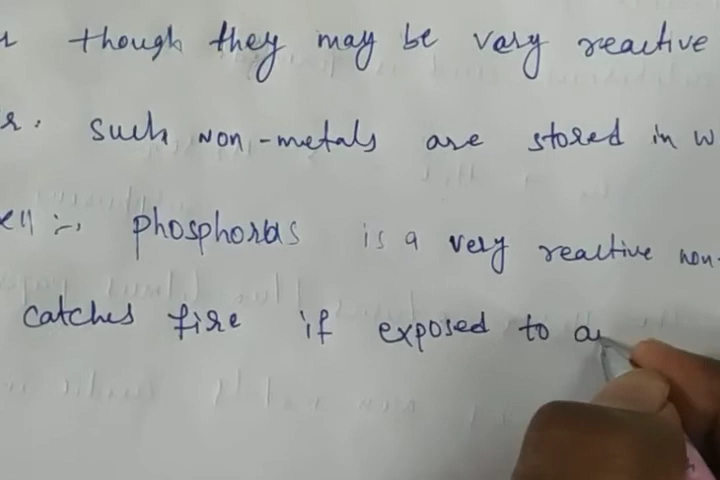 though they may be very reactive
such non-metals are stored in w
phosphorus is a very reactive non-
catches fire if exposed to a